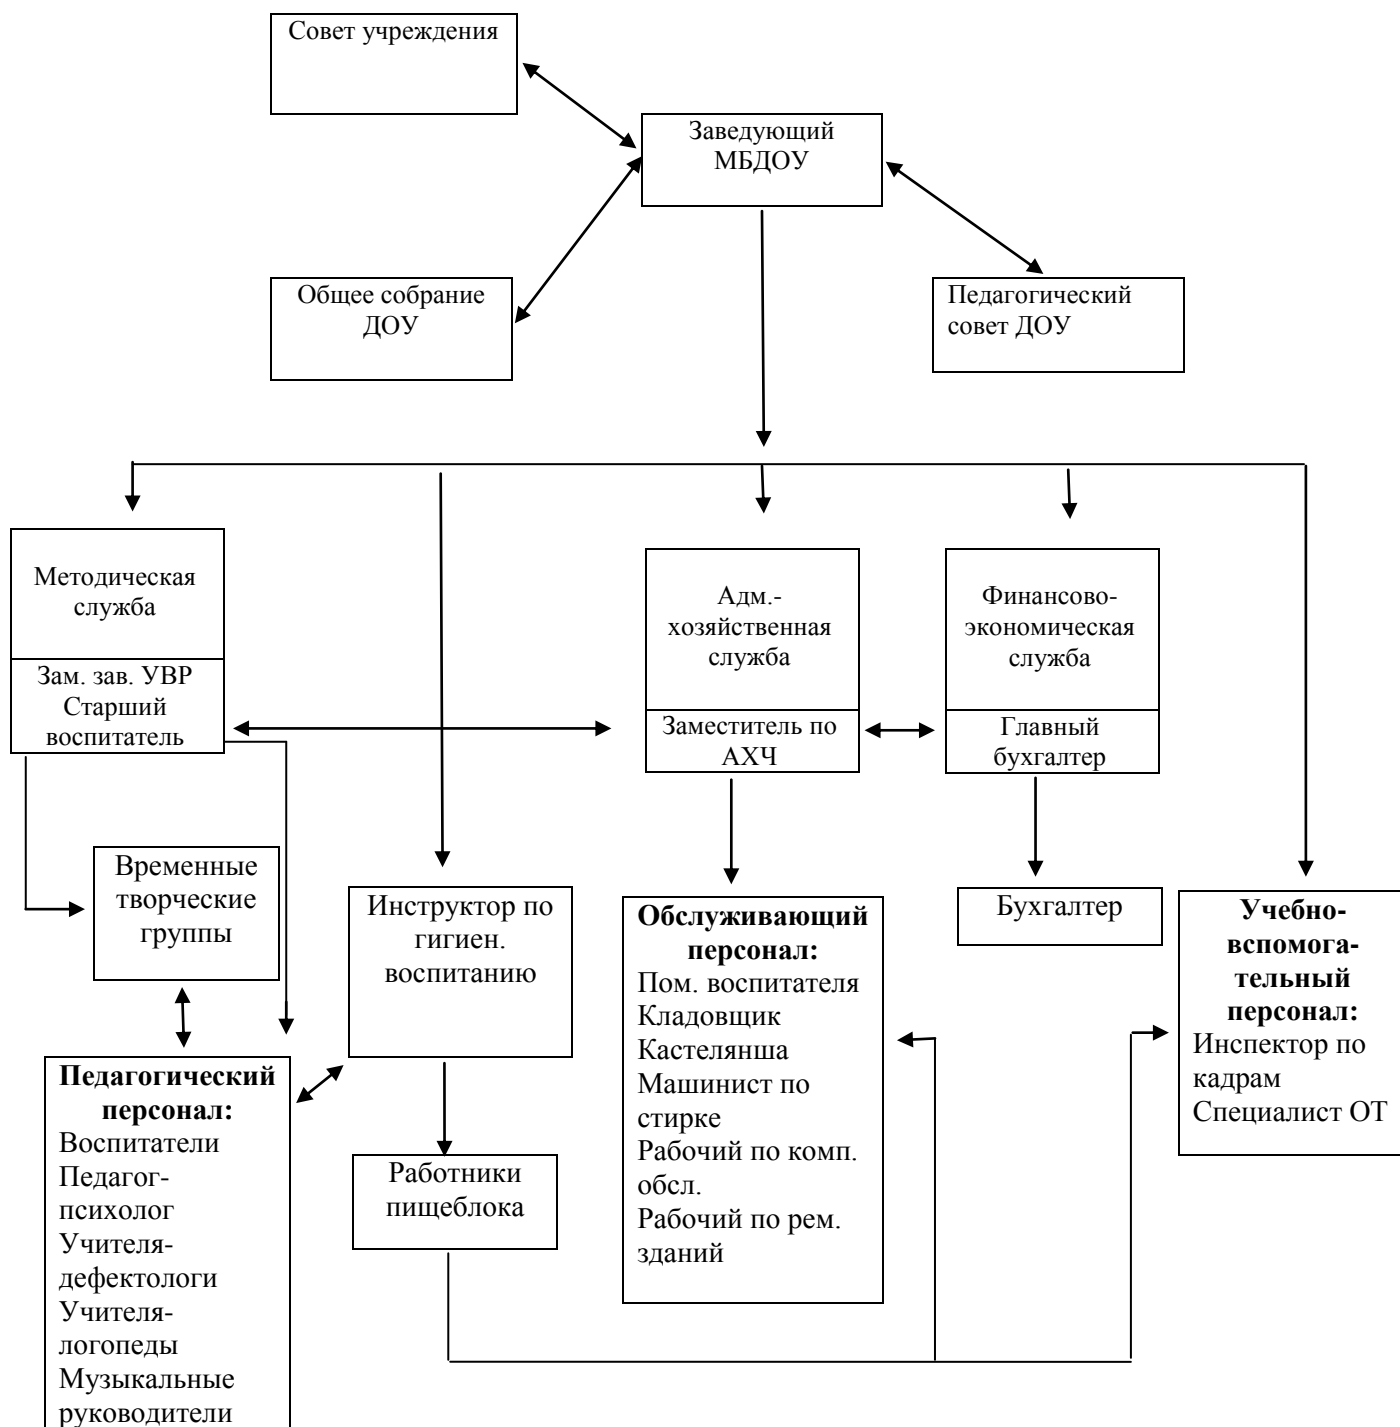 Совет учреждения
Заведующий
МБДОУ
Общее собрание
ДОУ
Педагогический
совет ДОУ
Методическая
служба
Зам. зав. УВР
Старший
воспитатель
Адм.-
хозяйственная
служба
Заместитель по
АХЧ
Финансово-
экономическая
служба
Главный
бухгалтер
Временные
творческие
группы
Инструктор по
гигиен.
воспитанию
Обслуживающий
персонал:
Пом. воспитателя
Кладовщик
Кастелянша
Машинист по
стирке
Рабочий по комп.
обсл.
Рабочий по рем.
зданий
Бухгалтер
Учебно-
вспомога-
тельный
персонал:
Инспектор по
кадрам
Специалист ОТ
Педагогический
персонал:
Воспитатели
Педагог-
психолог
Учителя-
дефектологи
Учителя-
логопеды
Музыкальные
руководители
Работники
пищеблока